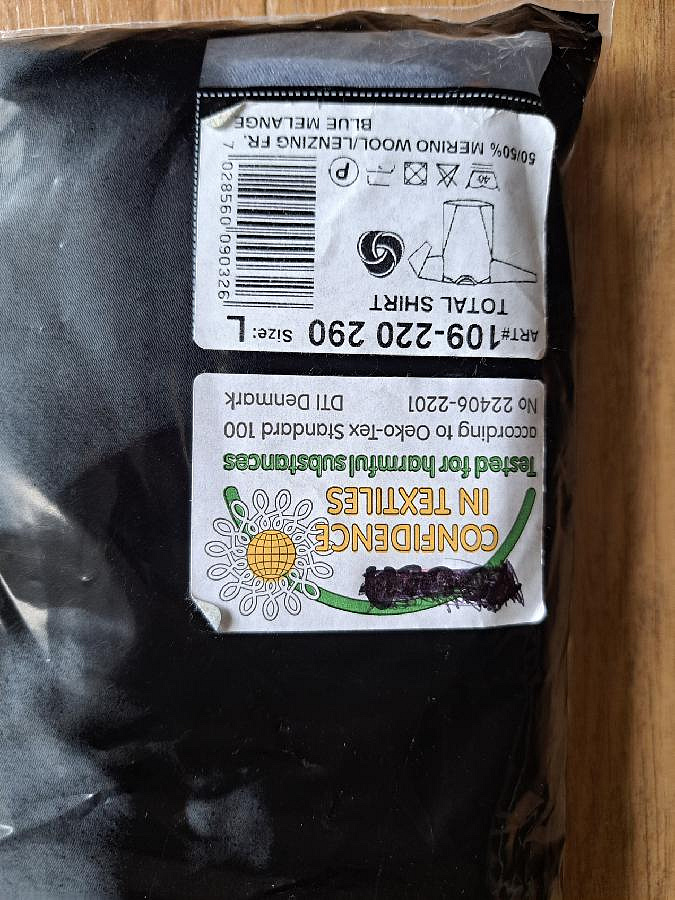 CONFIDENCE
IN TEXTILES
Tested for harmful substances
according to Oeko-Tex Standard 100
No 22406-2201 DTI Denmark
ART# 109-220 290 Size: L
TOTAL SHIRT
40
P
50/50% MERINO WOOL/LENZING FR.
BLUE MELANGE
7 028560 090326